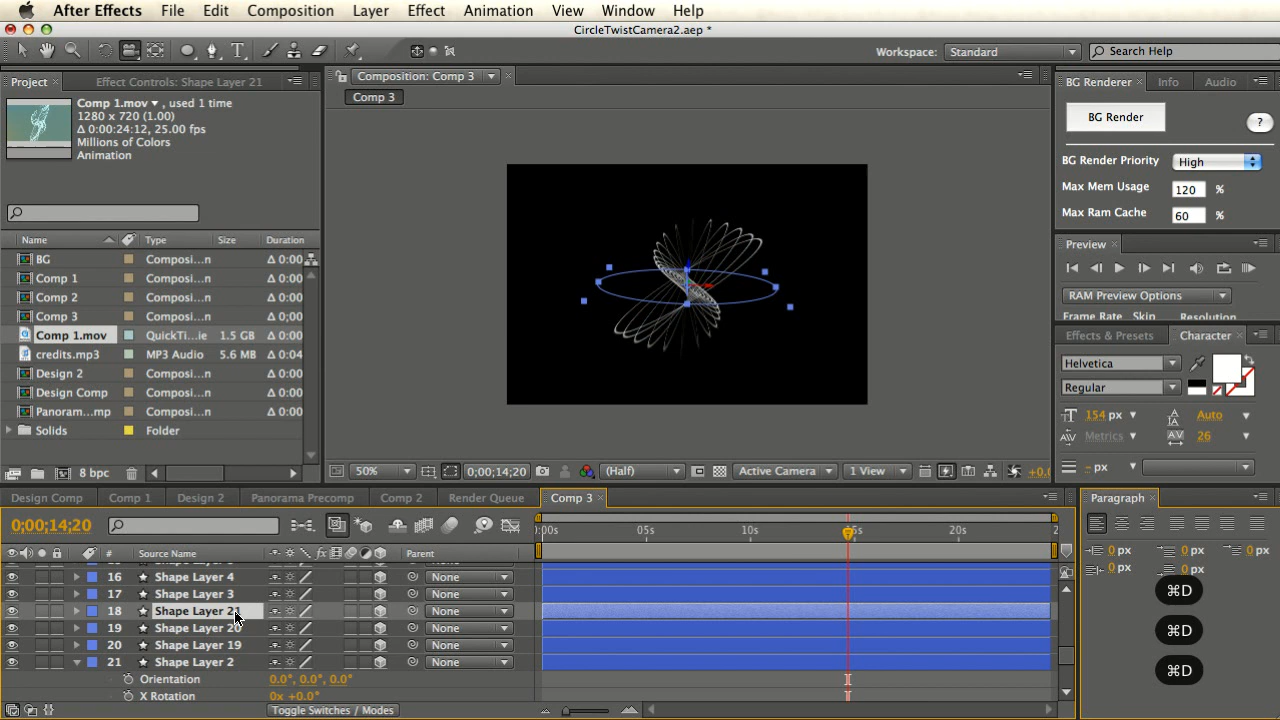 After Effects File Edit Composition Layer Effect Animation View Window Help
CircleTwistCamera2.aep *
Workspace: Standard Search Help
Project Effect Controls: Shape Layer 21
Composition: Comp 3
BG Renderer Info Audio
Comp 3
Comp 1.mov ▾ , used 1 time
1280 x 720 (1.00)
Δ 0:00:24:12, 25.00 fps
Millions of Colors
Animation
BG Render ?
BG Render Priority High
Max Mem Usage 120 %
Max Ram Cache 60 %
Name Type Size Duration
BG Composi...n Δ 0:00
Comp 1 Composi...n Δ 0:00
Comp 2 Composi...n Δ 0:00
Comp 3 Composi...n Δ 0;00
Comp 1.mov QuickTi...ie 1.5 GB Δ 0:00
credits.mp3 MP3 Audio 5.6 MB Δ 0:04
Design 2 Composi...n Δ 0:00
Design Comp Composi...n Δ 0:00
Panoram...mp Composi...n Δ 0:00
Solids Folder
8 bpc
Preview
RAM Preview Options
Frame Rate Skip
Effects & Presets Character
Helvetica
Regular
154 px Auto
Metrics 26
- px
50% 0;00;14;20 (Half) Active Camera 1 View +0.0
Design Comp Comp 1 Design 2 Panorama Precomp Comp 2 Render Queue Comp 3
Paragraph
0;00;14;20
:00s 05s 10s 15s 20s 2
# Source Name Parent
16 Shape Layer 4 None
17 Shape Layer 3 None
18 Shape Layer 21 None
19 Shape Layer 20 None
20 Shape Layer 19 None
21 Shape Layer 2 None
Orientation 0.0°, 0.0°, 0.0°
X Rotation 0x +0.0°
Toggle Switches / Modes
0 px 0 px 0 px
0 px 0 px
⌘D
⌘D
⌘D